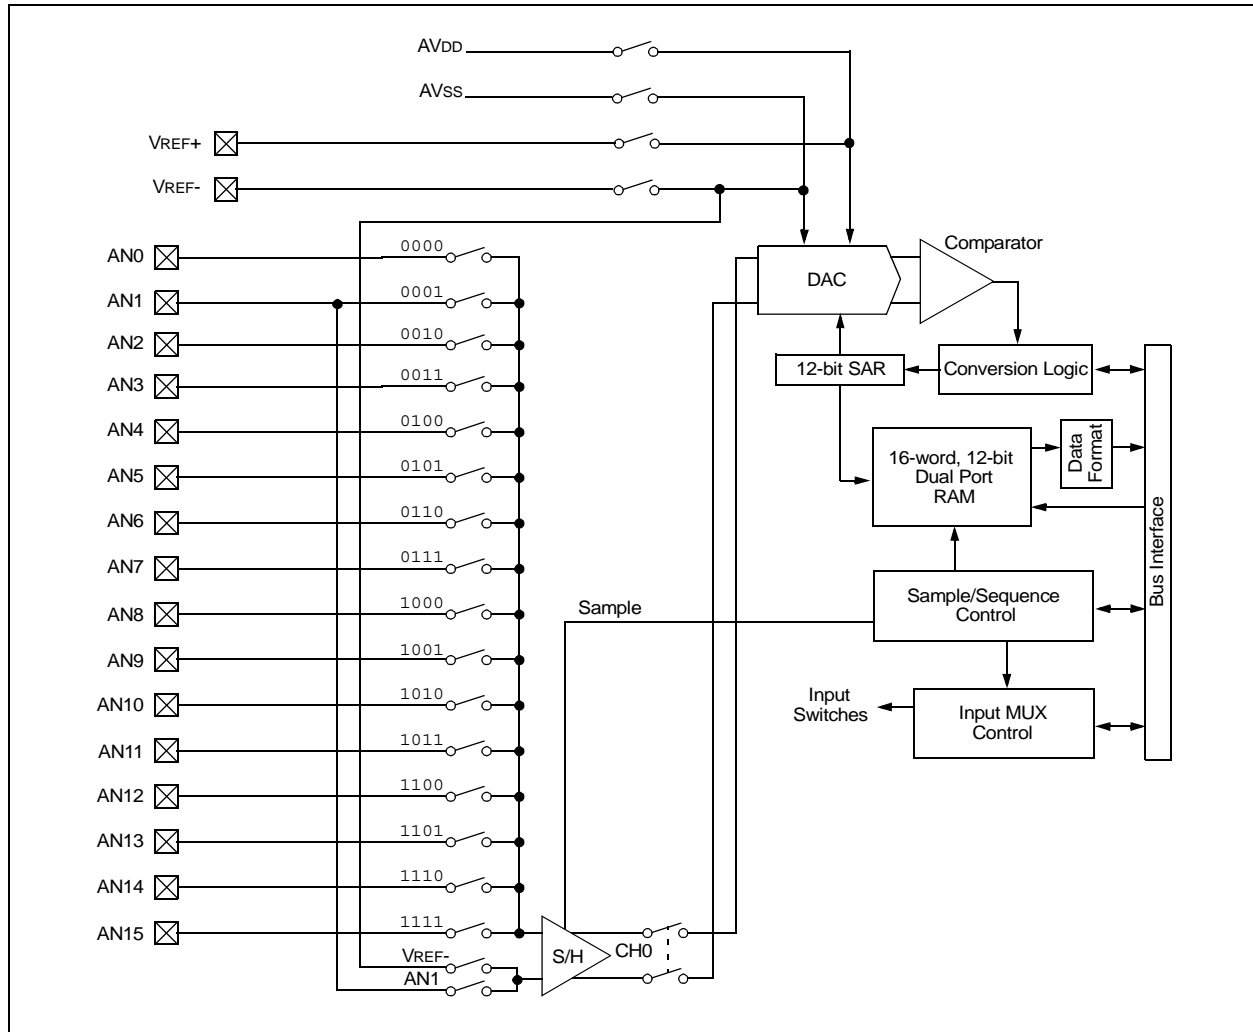 AVDD
AVSS
VREF+
VREF-
AN0
0000
AN1
0001
AN2
0010
AN3
0011
AN4
0100
AN5
0101
AN6
0110
AN7
0111
AN8
1000
AN9
1001
AN10
1010
AN11
1011
AN12
1100
AN13
1101
AN14
1110
AN15
1111
VREF-
AN1
S/H
CH0
Sample
DAC
Comparator
12-bit SAR
Conversion Logic
16-word, 12-bit
Dual Port
RAM
Data
Format
Sample/Sequence
Control
Input
Switches
Input MUX
Control
Bus Interface